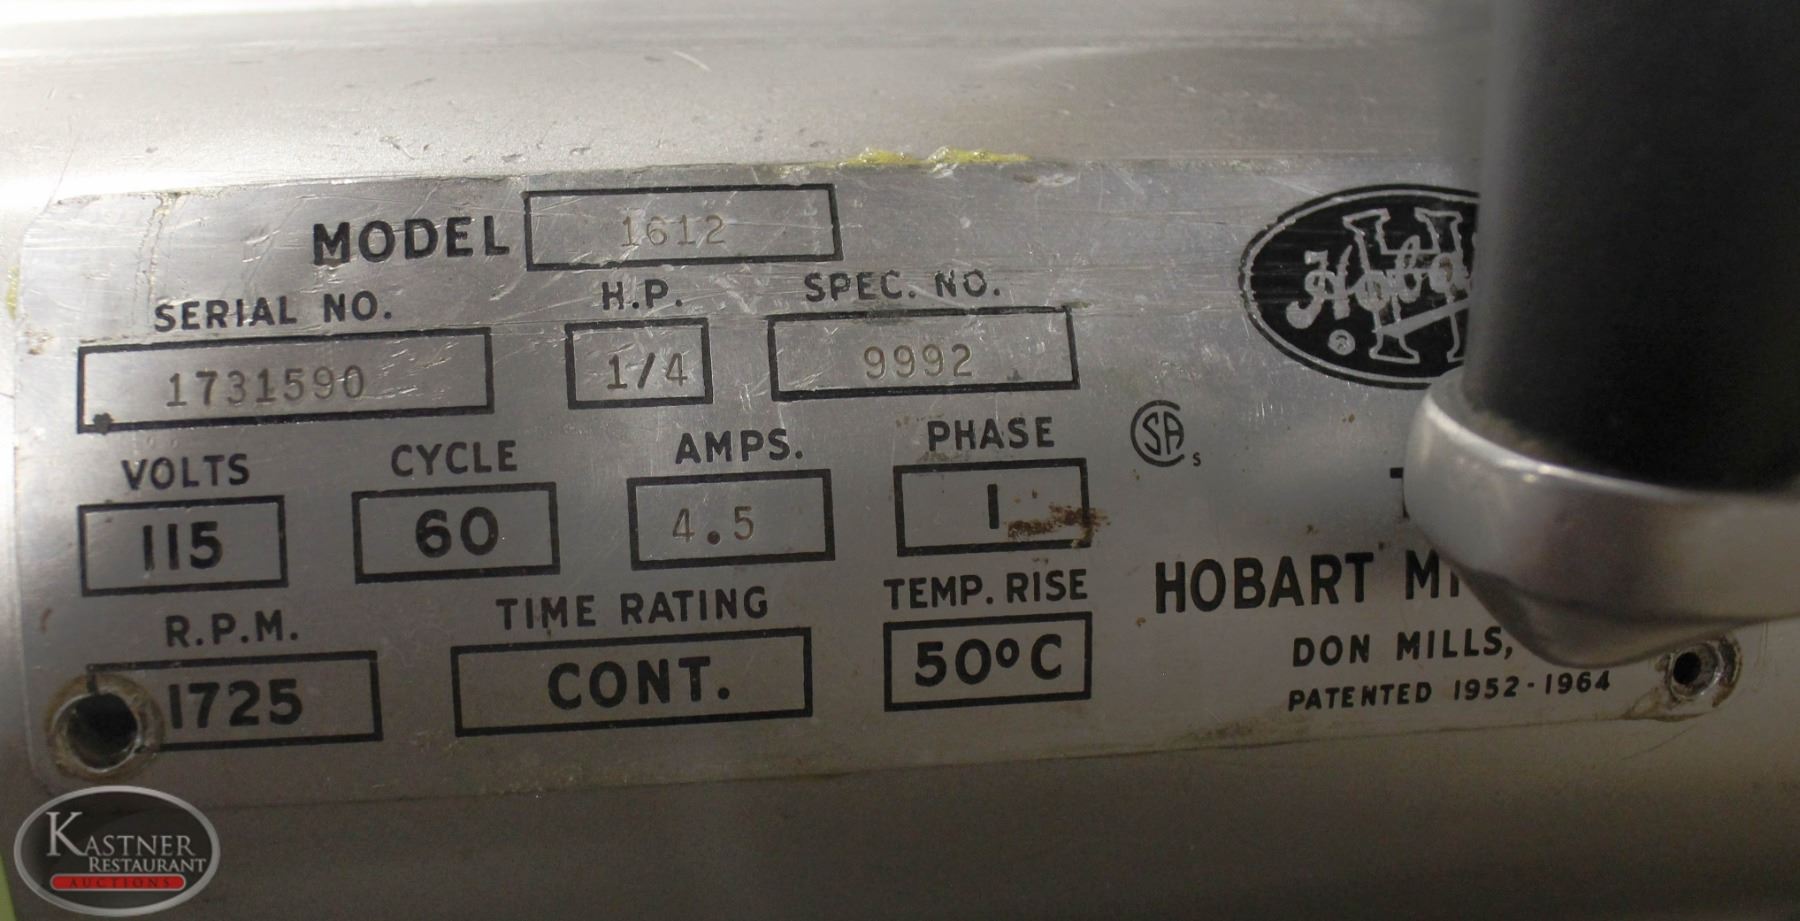 MODEL 1612
SERIAL NO. H.P. SPEC. NO.
1731590 1/4 9992
VOLTS CYCLE AMPS. PHASE
115 60 4.5 1
R.P.M. TIME RATING TEMP. RISE
1725 CONT. 50°C
SA
S
®
HOBART
DON MILLS,
PATENTED 1952-1964
KASTNER
RESTAURANT
AUCTIONS